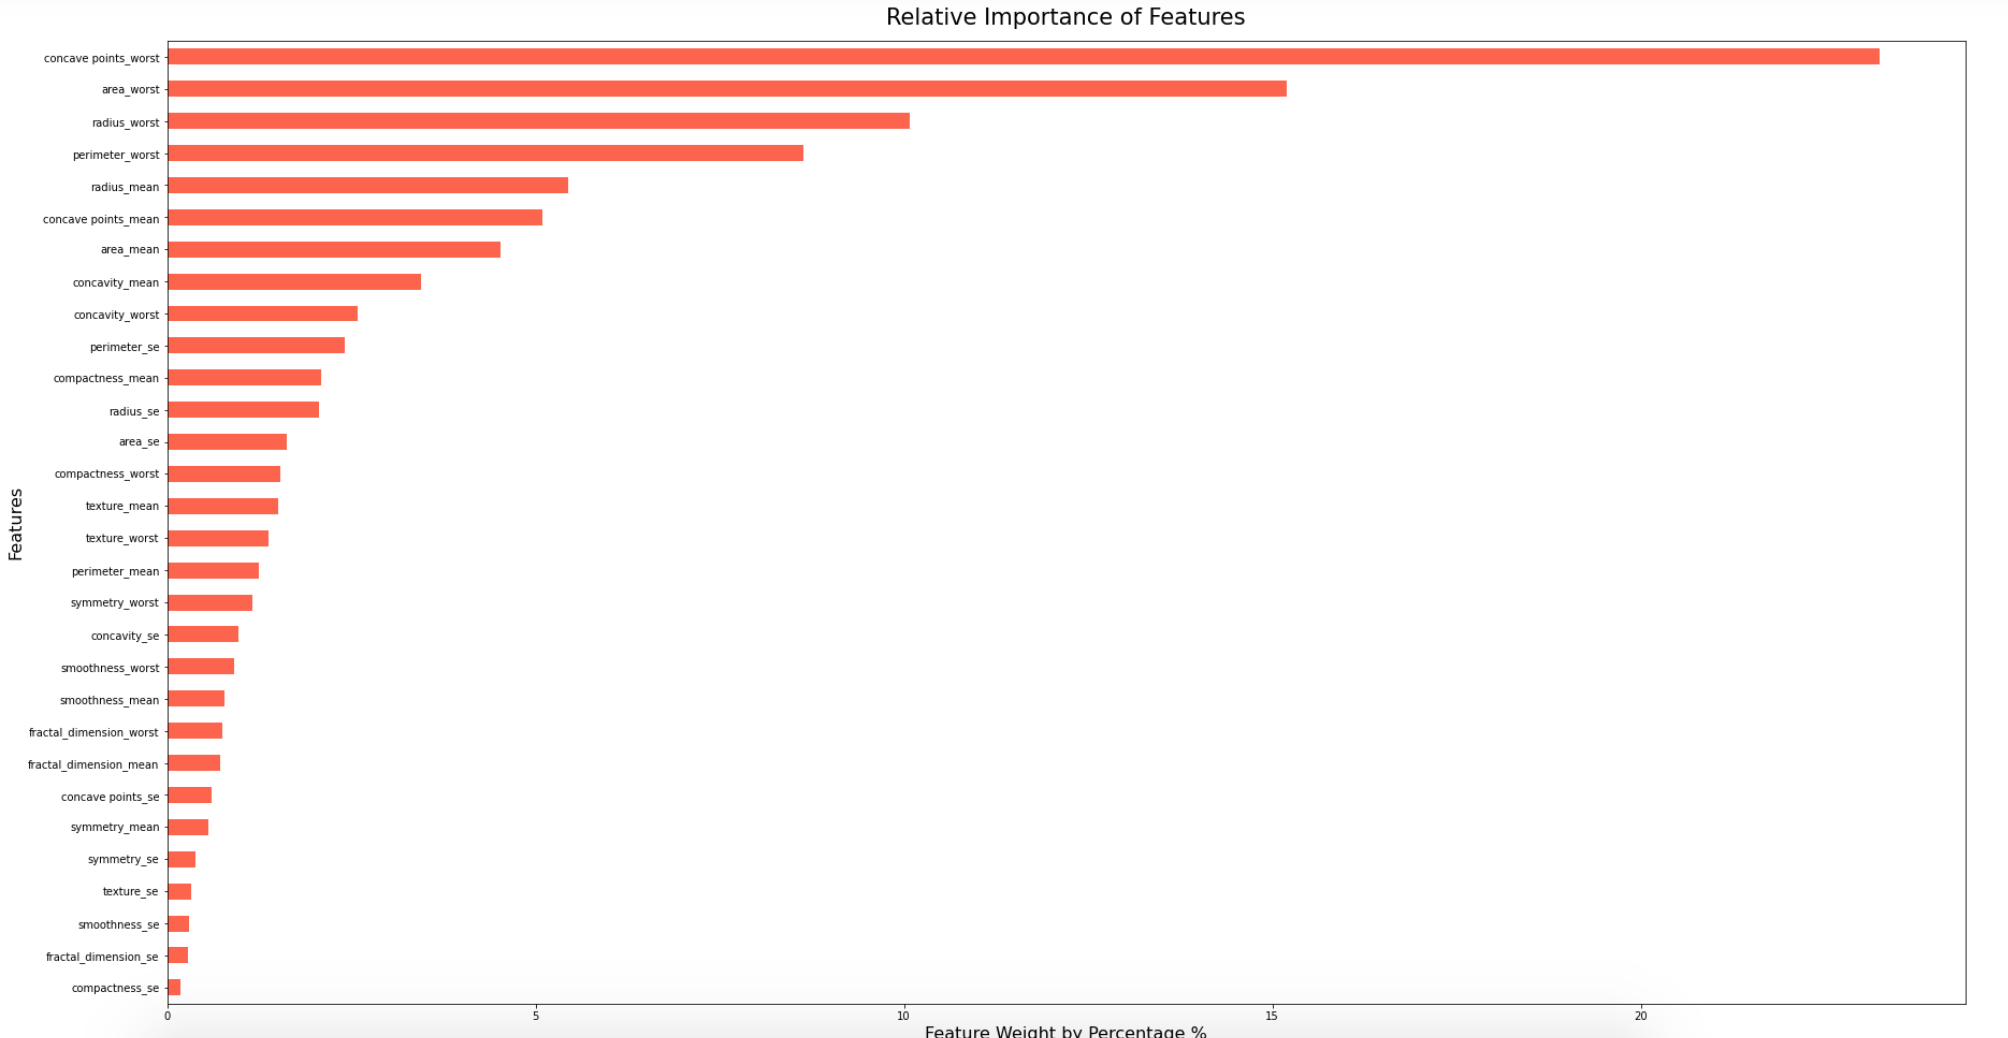 Relative Importance of Features
concave points_worst
area_worst
radius_worst
perimeter_worst
radius_mean
concave points_mean
area_mean
concavity_mean
concavity_worst
perimeter_se
compactness_mean
radius_se
area_se
compactness_worst
texture_mean
texture_worst
perimeter_mean
symmetry_worst
concavity_se
smoothness_worst
smoothness_mean
fractal_dimension_worst
fractal_dimension_mean
concave points_se
symmetry_mean
symmetry_se
texture_se
smoothness_se
fractal_dimension_se
compactness_se
Features
0 5 10 15 20
Feature Weight by Percentage %